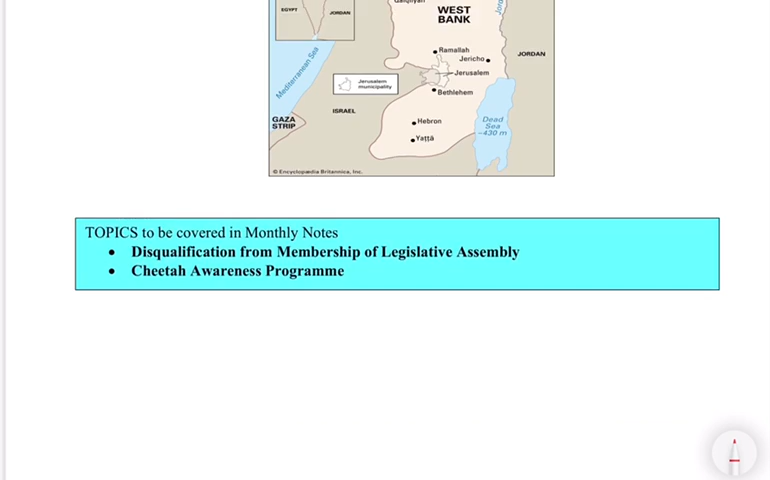 Qalqilyah
EGYPT
JORDAN
WEST
BANK
Jord
Mediterranean Sea
Ramallah
Jericho
JORDAN
Jerusalem
Jerusalem
municipality
Bethlehem
ISRAEL
GAZA
STRIP
Hebron
Dead
Sea
−430 m
Yaṭṭā
© Encyclopædia Britannica, Inc.
TOPICS to be covered in Monthly Notes
• Disqualification from Membership of Legislative Assembly
• Cheetah Awareness Programme